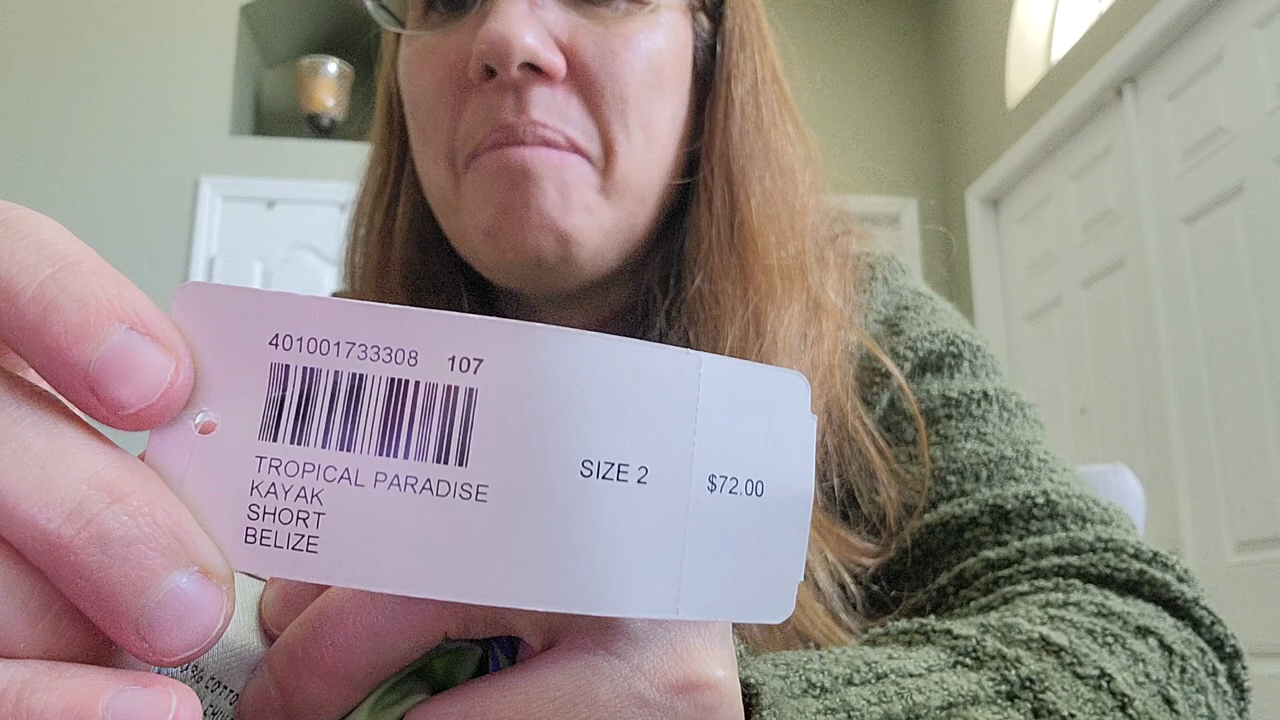 401001733308 107
TROPICAL PARADISE
KAYAK
SHORT
BELIZE
SIZE 2
$72.00